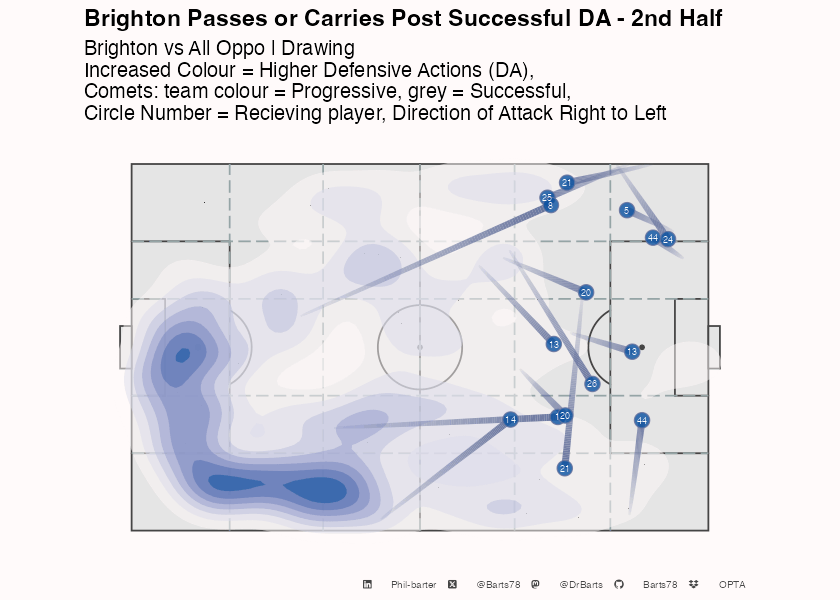 Brighton Passes or Carries Post Successful DA - 2nd Half
Brighton vs All Oppo | Drawing
Increased Colour = Higher Defensive Actions (DA),
Comets: team colour = Progressive, grey = Successful,
Circle Number = Recieving player, Direction of Attack Right to Left
21
25
8
5
44 24
20
13
13
26
14
120
44
21
Phil-barter @Barts78 @DrBarts Barts78 OPTA